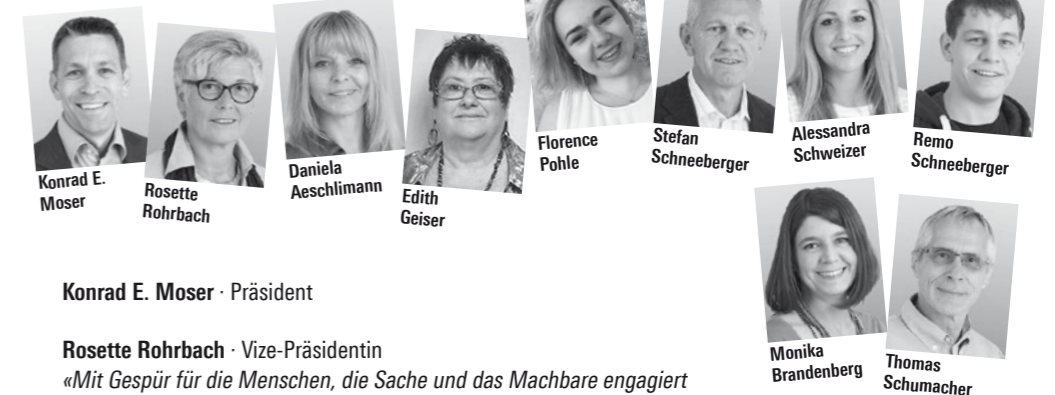 Konrad E.
Moser
Rosette
Rohrbach
Daniela
Aeschlimann
Edith
Geiser
Florence
Pohle
Stefan
Schneeberger
Alessandra
Schweizer
Remo
Schneeberger
Monika
Brandenberg
Thomas
Schumacher
Konrad E. Moser · Präsident
Rosette Rohrbach · Vize-Präsidentin
«Mit Gespür für die Menschen, die Sache und das Machbare engagiert